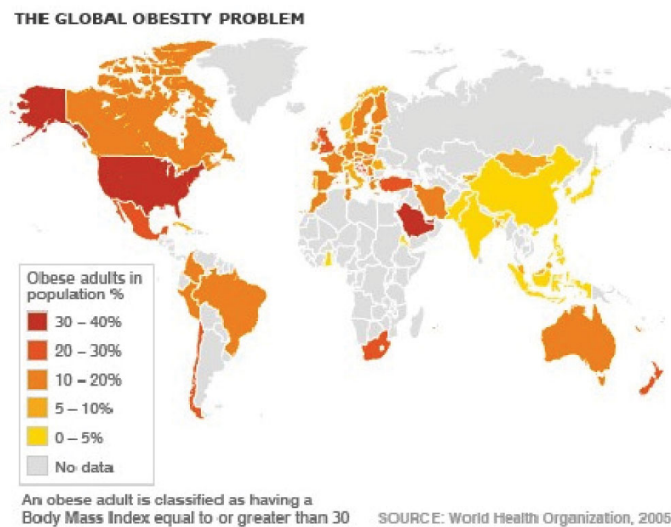 THE GLOBAL OBESITY PROBLEM
Obese adults in
population %
30 – 40%
20 – 30%
10 – 20%
5 – 10%
0 – 5%
No data
An obese adult is classified as having a
Body Mass Index equal to or greater than 30
SOURCE: World Health Organization,